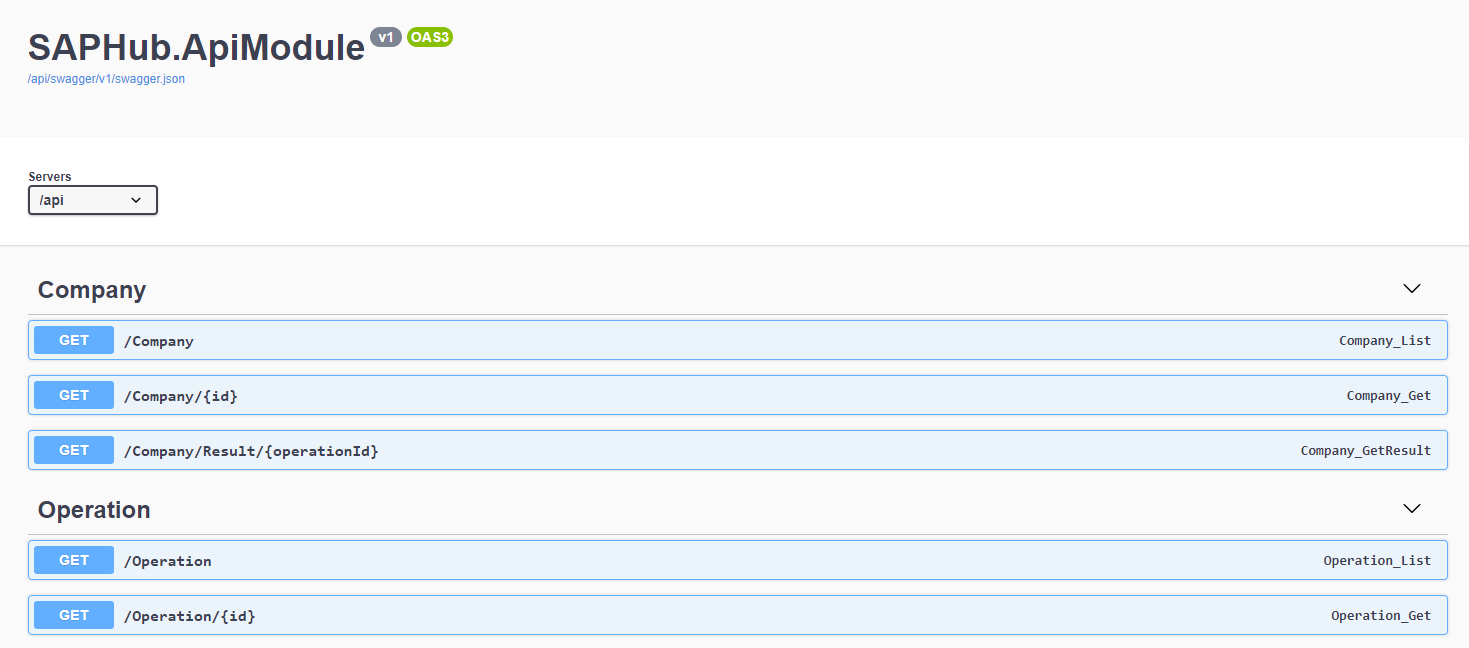 SAPHub.ApiModule v1 OAS3
/api/swagger/v1/swagger.json
Servers
/api
Company
GET /Company Company_List
GET /Company/{id} Company_Get
GET /Company/Result/{operationId} Company_GetResult
Operation
GET /Operation Operation_List
GET /Operation/{id} Operation_Get